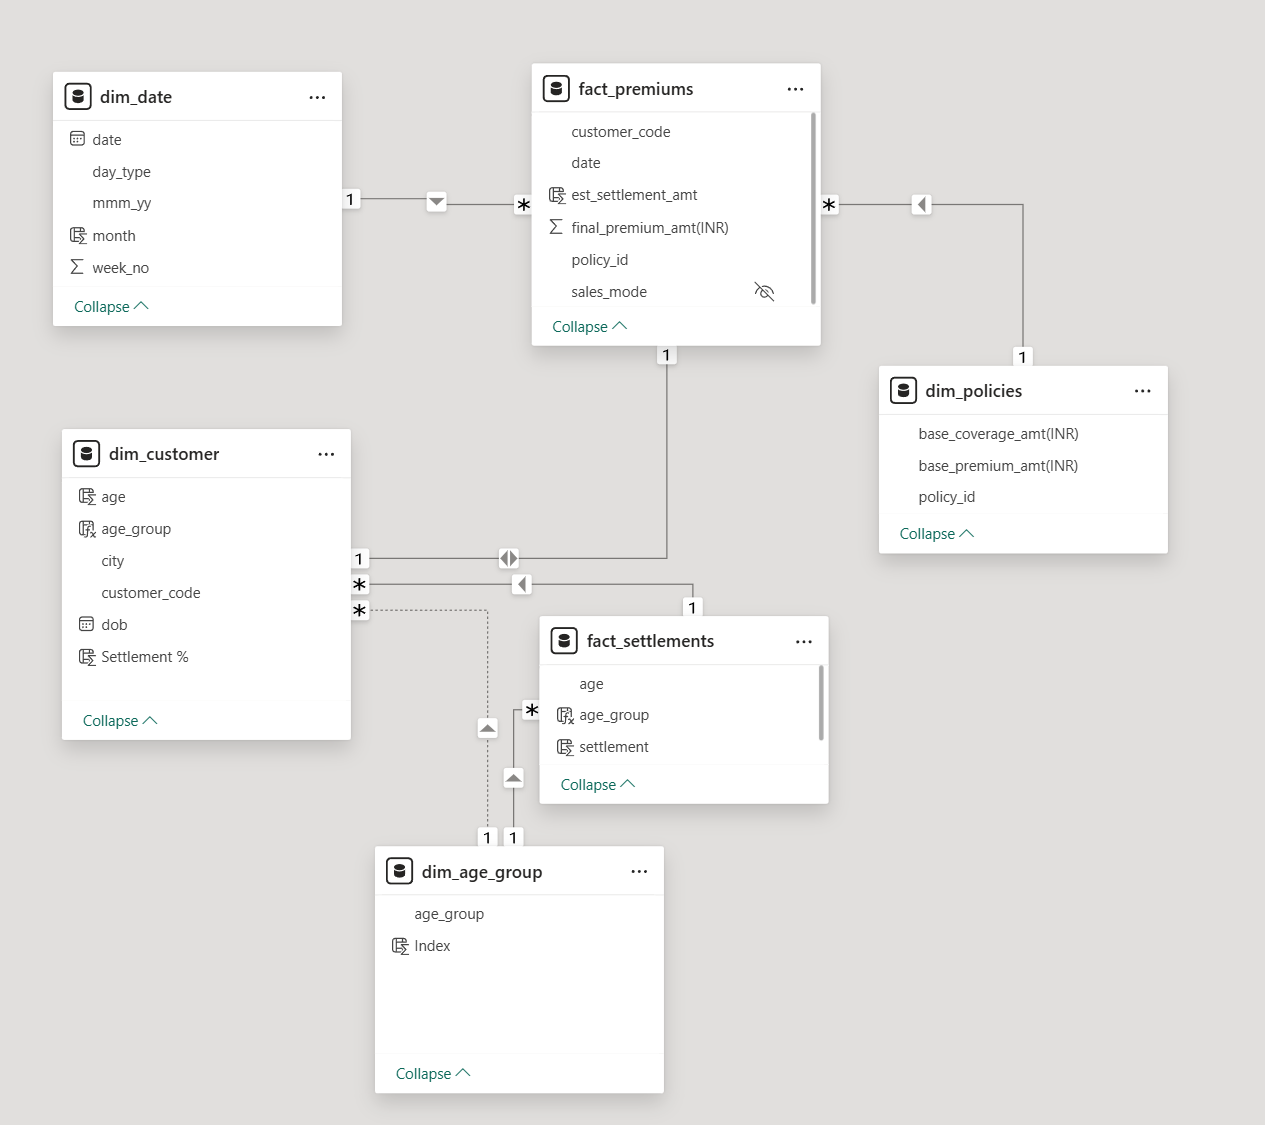 dim_date
date
day_type
mmm_yy
month
week_no
Collapse
fact_premiums
customer_code
date
est_settlement_amt
final_premium_amt(INR)
policy_id
sales_mode
Collapse
1
*
*
1
1
dim_policies
base_coverage_amt(INR)
base_premium_amt(INR)
policy_id
Collapse
dim_customer
age
age_group
city
customer_code
dob
Settlement %
Collapse
1
*
*
1
fact_settlements
age
age_group
settlement
Collapse
*
1
1
dim_age_group
age_group
Index
Collapse